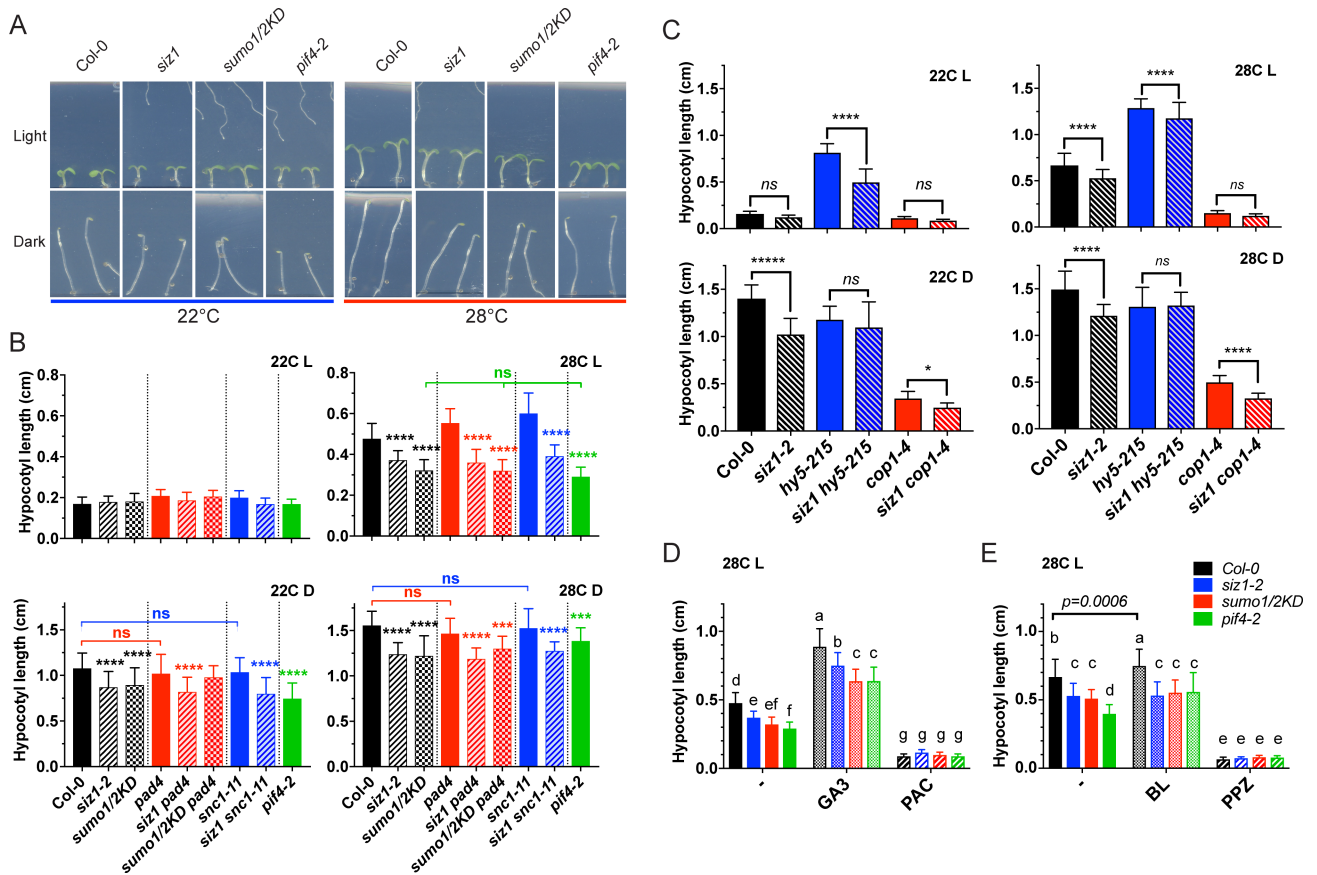 A
Col-0 siz1 sumo1/2KD pif4-2 Col-0 siz1 sumo1/2KD pif4-2
Light
Dark
22°C 28°C
B
22C L
Hypocotyl length (cm)
0.8
0.6
0.4
0.2
0.0
28C L
0.8
0.6
0.4
0.2
0.0
ns
**** **** **** **** **** ****
22C D
Hypocotyl length (cm)
2.0
1.5
1.0
0.5
0.0
ns
ns
**** **** **** **** ****
Col-0 siz1-2 sumo1/2KD pad4 siz1 pad4 sumo1/2KD pad4 snc1-11 siz1 snc1-11 pif4-2
28C D
2.0
1.5
1.0
0.5
0.0
ns
ns
**** **** **** *** **** ***
Col-0 siz1-2 sumo1/2KD pad4 siz1 pad4 sumo1/2KD pad4 snc1-11 siz1 snc1-11 pif4-2
C
22C L
Hypocotyl length (cm)
1.5
1.0
0.5
0.0
ns **** ns
28C L
1.5
1.0
0.5
0.0
**** **** ns
22C D
Hypocotyl length (cm)
1.5
1.0
0.5
0.0
***** ns *
Col-0 siz1-2 hy5-215 siz1 hy5-215 cop1-4 siz1 cop1-4
28C D
1.5
1.0
0.5
0.0
**** ns ****
Col-0 siz1-2 hy5-215 siz1 hy5-215 cop1-4 siz1 cop1-4
D
28C L
Hypocotyl length (cm)
1.0
0.5
0.0
d e ef f a b c c g g g g
- GA3 PAC
E
28C L
Col-0
siz1-2
sumo1/2KD
pif4-2
Hypocotyl length (cm)
1.0
0.5
0.0
p=0.0006
b c c d a c c c e e e e
- BL PPZ